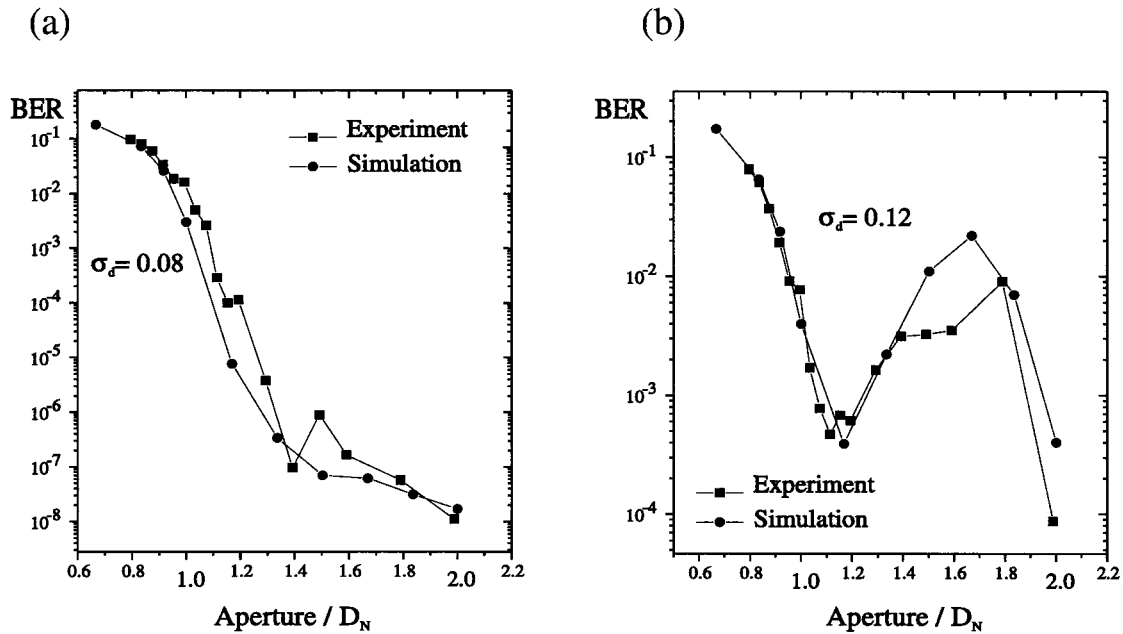 (a)
BER
10⁻¹
10⁻²
10⁻³
10⁻⁴
10⁻⁵
10⁻⁶
10⁻⁷
10⁻⁸
Experiment
Simulation
σ_d= 0.08
0.6 0.8 1.0 1.2 1.4 1.6 1.8 2.0 2.2
Aperture / D_N
(b)
BER
10⁻¹
10⁻²
10⁻³
10⁻⁴
σ_d= 0.12
Experiment
Simulation
0.6 0.8 1.0 1.2 1.4 1.6 1.8 2.0 2.2
Aperture / D_N